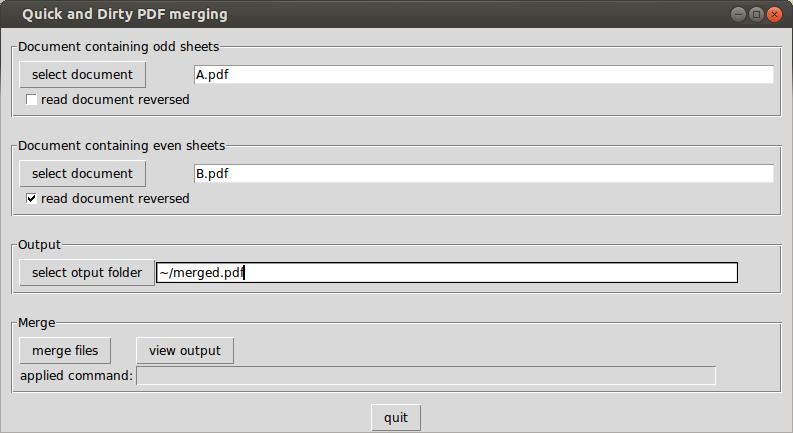 Quick and Dirty PDF merging
Document containing odd sheets
select document A.pdf
read document reversed
Document containing even sheets
select document B.pdf
read document reversed
Output
select otput folder ~/merged.pdf
Merge
merge files view output
applied command:
quit